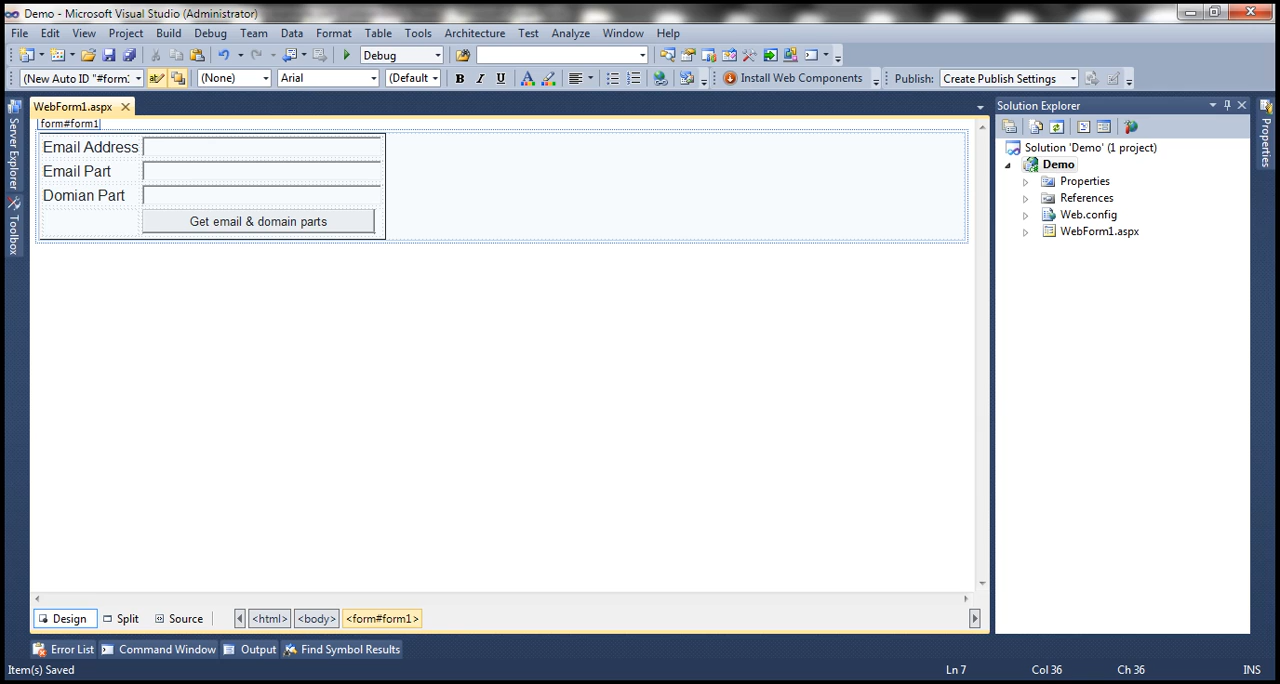 Demo - Microsoft Visual Studio (Administrator)
File Edit View Project Build Debug Team Data Format Table Tools Architecture Test Analyze Window Help
Debug
(New Auto ID "#form: (None) Arial (Default B I U A Install Web Components Publish: Create Publish Settings
WebForm1.aspx
Solution Explorer
Server Explorer
Toolbox
Properties
form#form1
Email Address
Email Part
Domian Part
Get email & domain parts
Solution 'Demo' (1 project)
Demo
Properties
References
Web.config
WebForm1.aspx
Design Split Source <html> <body> <form#form1>
Error List Command Window Output Find Symbol Results
Item(s) Saved Ln 7 Col 36 Ch 36 INS